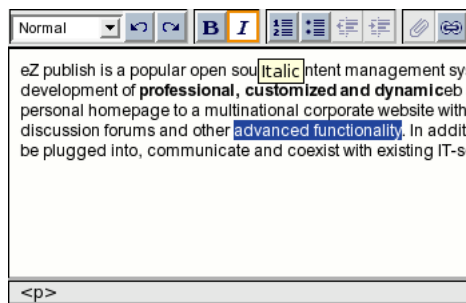 Normal B I
eZ publish is a popular open sou Italic ntent management sy
development of professional, customized and dynamiceb
personal homepage to a multinational corporate website with
discussion forums and other advanced functionality. In addit
be plugged into, communicate and coexist with existing IT-s
<p>